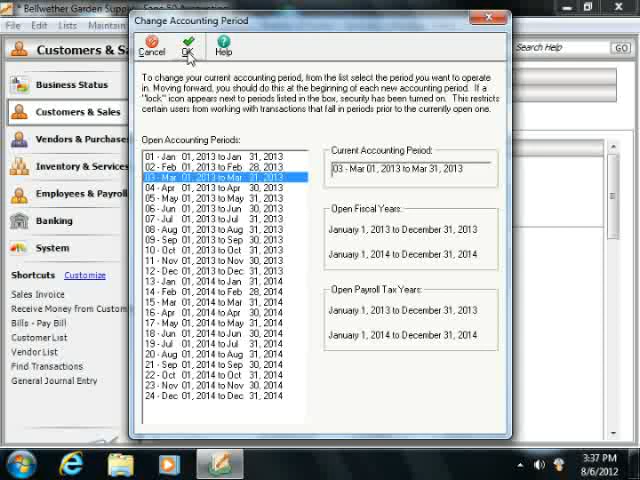 Bellwether Garden Supply - Sage 50 Accounting
File Edit Lists Maintain
Customers & Sa
Search Help
GO
Business Status
Customers & Sales
Vendors & Purchases
Inventory & Services
Employees & Payroll
Banking
System
Shortcuts Customize
Sales Invoice
Receive Money from Custom
Bills - Pay Bill
Customer List
Vendor List
Find Transactions
General Journal Entry
Change Accounting Period
Cancel OK Help
To change your current accounting period, from the list select the period you want to operate
in. Moving forward, you should do this at the beginning of each new accounting period. If a
"lock" icon appears next to periods listed in the box, security has been turned on. This restricts
certain users from working with transactions that fall in periods prior to the currently open one.
Open Accounting Periods:
01 - Jan 01, 2013 to Jan 31, 2013
02 - Feb 01, 2013 to Feb 28, 2013
03 - Mar 01, 2013 to Mar 31, 2013
04 - Apr 01, 2013 to Apr 30, 2013
05 - May 01, 2013 to May 31, 2013
06 - Jun 01, 2013 to Jun 30, 2013
07 - Jul 01, 2013 to Jul 31, 2013
08 - Aug 01, 2013 to Aug 31, 2013
09 - Sep 01, 2013 to Sep 30, 2013
10 - Oct 01, 2013 to Oct 31, 2013
11 - Nov 01, 2013 to Nov 30, 2013
12 - Dec 01, 2013 to Dec 31, 2013
13 - Jan 01, 2014 to Jan 31, 2014
14 - Feb 01, 2014 to Feb 28, 2014
15 - Mar 01, 2014 to Mar 31, 2014
16 - Apr 01, 2014 to Apr 30, 2014
17 - May 01, 2014 to May 31, 2014
18 - Jun 01, 2014 to Jun 30, 2014
19 - Jul 01, 2014 to Jul 31, 2014
20 - Aug 01, 2014 to Aug 31, 2014
21 - Sep 01, 2014 to Sep 30, 2014
22 - Oct 01, 2014 to Oct 31, 2014
23 - Nov 01, 2014 to Nov 30, 2014
24 - Dec 01, 2014 to Dec 31, 2014
Current Accounting Period:
03 - Mar 01, 2013 to Mar 31, 2013
Open Fiscal Years:
January 1, 2013 to December 31, 2013
January 1, 2014 to December 31, 2014
Open Payroll Tax Years:
January 1, 2013 to December 31, 2013
January 1, 2014 to December 31, 2014
3:37 PM
8/6/2012